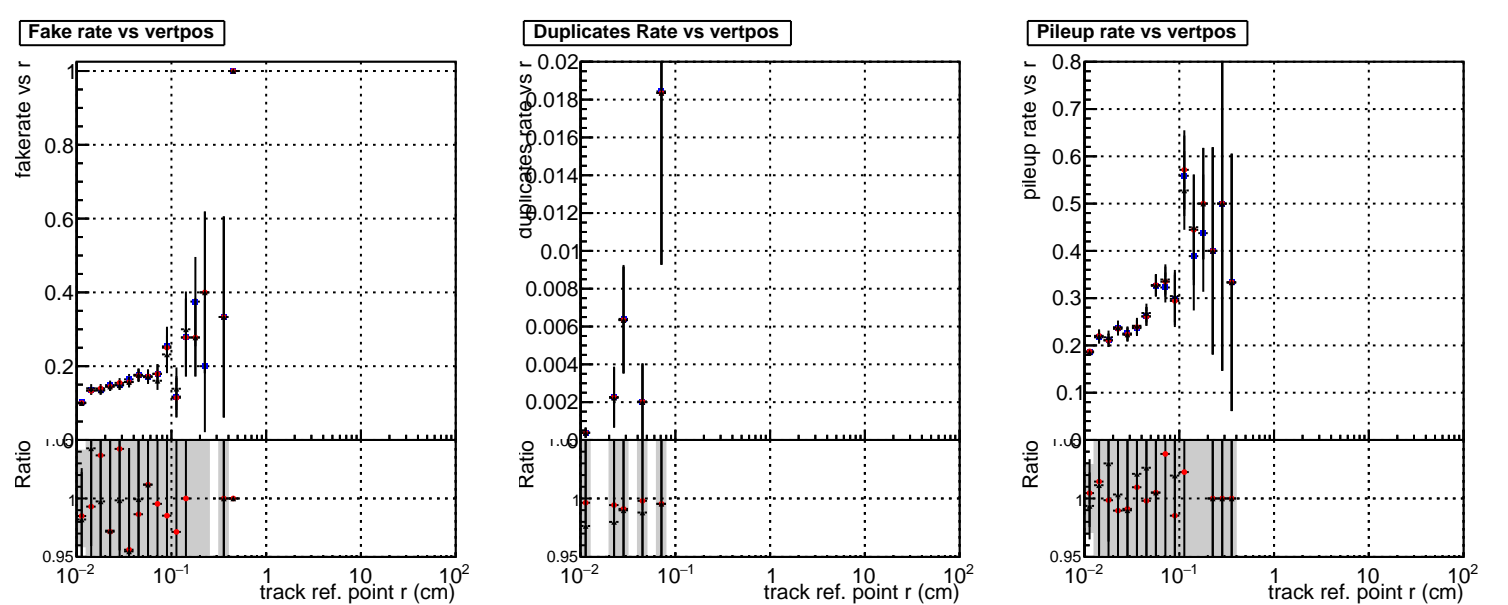 Fake rate vs vertpos
fakerate vs r
1
0.8
0.6
0.4
0.2
Ratio
1
0.95
10⁻² 10⁻¹ 1 10 10²
track ref. point r (cm)
Duplicates Rate vs vertpos
duplicates rate vs r
0.02
0.018
0.016
0.014
0.012
0.01
0.008
0.006
0.004
0.002
0
Ratio
1
0.95
10⁻² 10⁻¹ 1 10 10²
track ref. point r (cm)
Pileup rate vs vertpos
pileup rate vs r
0.8
0.7
0.6
0.5
0.4
0.3
0.2
0.1
Ratio
1
0.95
10⁻² 10⁻¹ 1 10 10²
track ref. point r (cm)